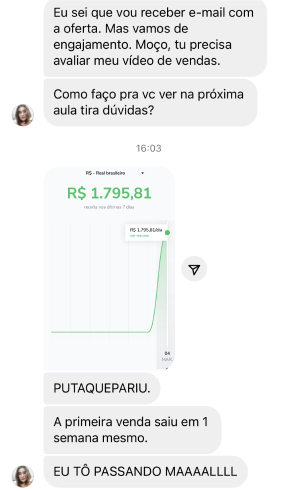 Eu sei que vou receber e-mail com
a oferta. Mas vamos de
engajamento. Moço, tu precisa
avaliar meu vídeo de vendas.
Como faço pra vc ver na próxima
aula tira dúvidas?
16:03
R$ - Real brasileiro
R$ 1.795,81
receita nos últimos 7 dias
R$ 1.795,81/dia
04
PUTAQUEPARIU.
A primeira venda saiu em 1
semana mesmo.
EU TÔ PASSANDO MAAAALLLL